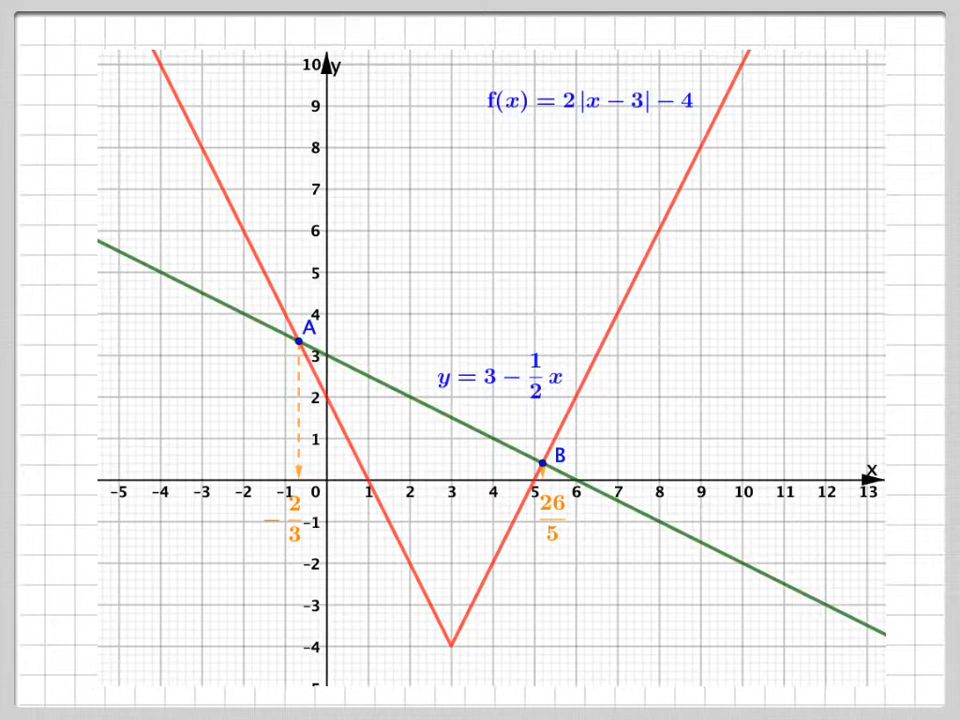 10 y
f(x) = 2|x − 3| − 4
9
8
7
6
5
4
A
3
y = 3 − 1/2 x
2
1
B
x
-5 -4 -3 -2 -1 0 1 2 3 4 5 6 7 8 9 10 11 12 13
− 2/3
26/5
−1
−2
−3
−4